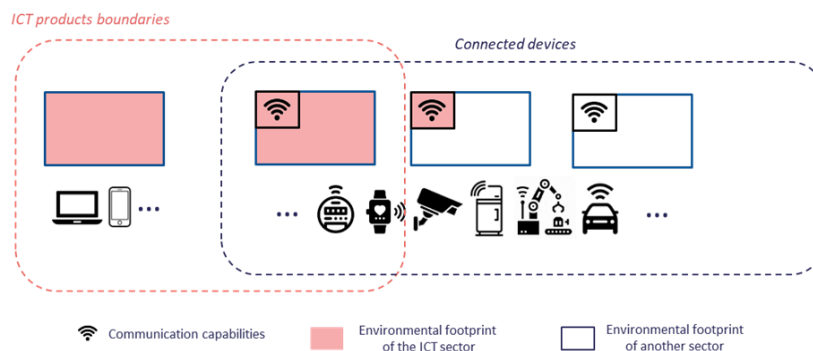 ICT products boundaries
Connected devices
...
...
...
Communication capabilities
Environmental footprint
of the ICT sector
Environmental footprint
of another sector